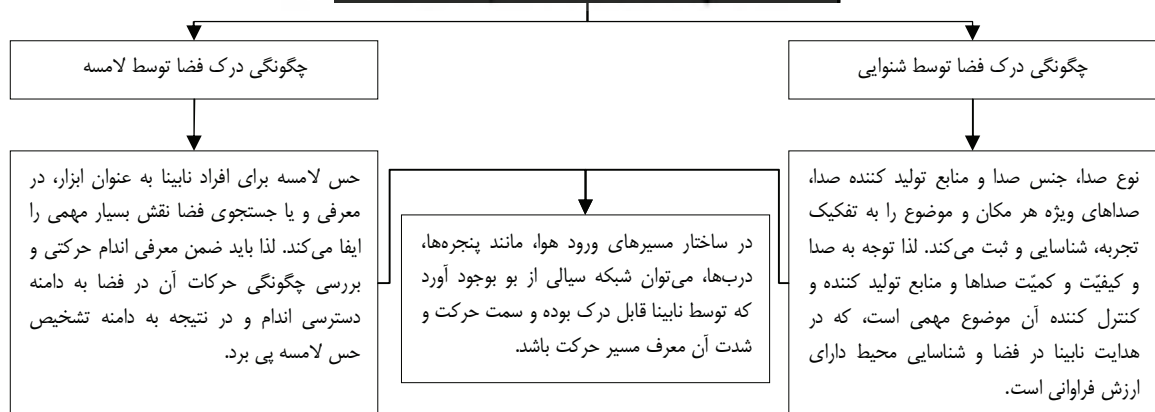 چگونگی درک فضا توسط شنوایی
چگونگی درک فضا توسط لامسه
نوع صدا، جنس صدا و منابع تولید کننده صدا،
صداهای ویژه هر مکان و موضوع را به تفکیک
تجربه، شناسایی و ثبت می‌کند. لذا توجه به صدا
و کیفیّت و کمیّت صداها و منابع تولید کننده و
کنترل کننده آن موضوع مهمی است، که در
هدایت نابینا در فضا و شناسایی محیط دارای
ارزش فراوانی است.
در ساختار مسیرهای ورود هوا، مانند پنجره‌ها،
درب‌ها، می‌توان شبکه سیالی از بو بوجود آورد
که توسط نابینا قابل درک بوده و سمت حرکت و
شدت آن معرف مسیر حرکت باشد.
حس لامسه برای افراد نابینا به عنوان ابزار، در
معرفی و یا جستجوی فضا نقش بسیار مهمی را
ایفا می‌کند. لذا باید ضمن معرفی اندام حرکتی و
بررسی چگونگی حرکات آن در فضا به دامنه
دسترسی اندام و در نتیجه به دامنه تشخیص
حس لامسه پی برد.